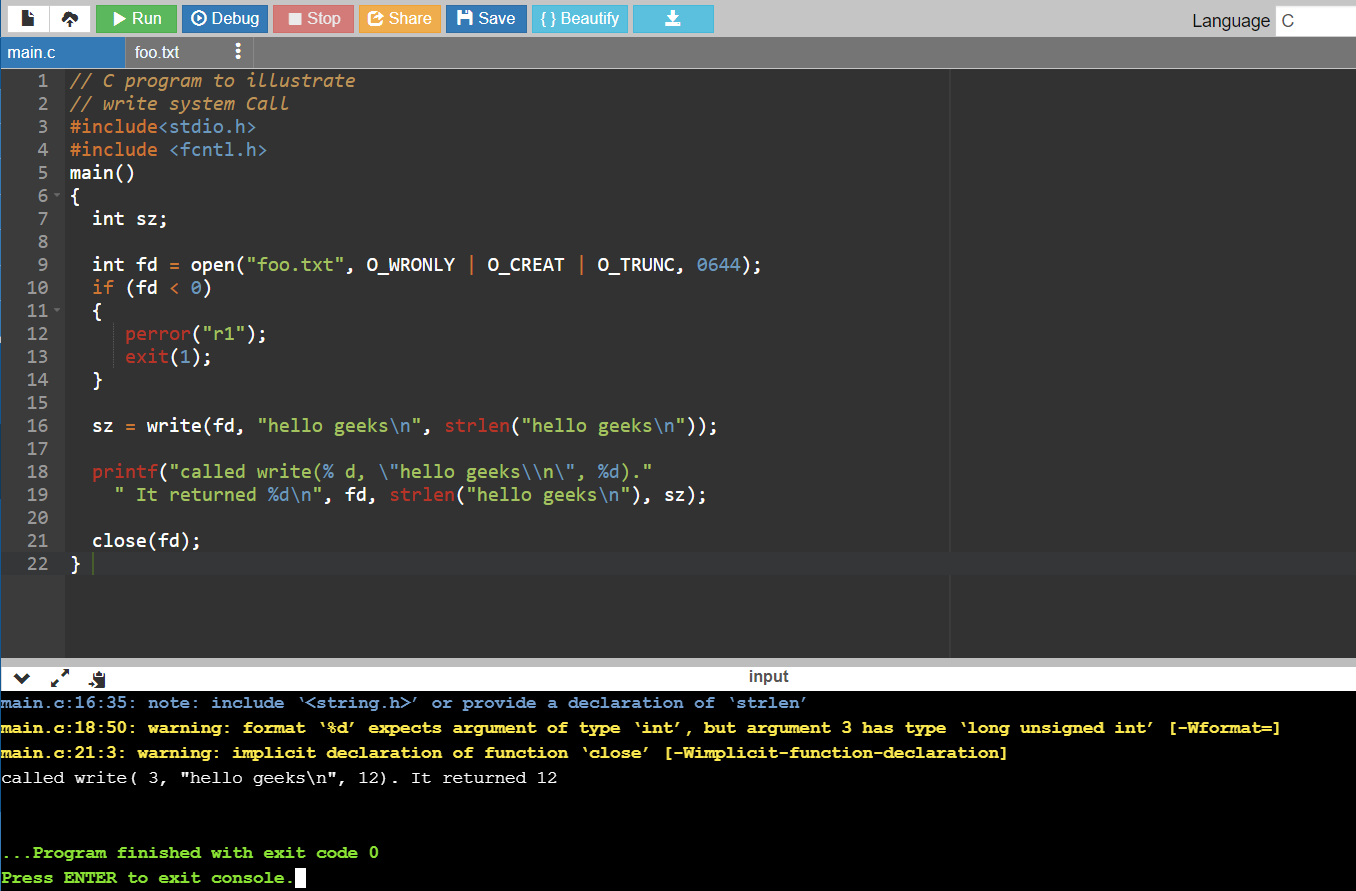 Run Debug Stop Share Save { } Beautify Language C
main.c foo.txt
1 // C program to illustrate
2 // write system Call
3 #include<stdio.h>
4 #include <fcntl.h>
5 main()
6 {
7   int sz;
8
9   int fd = open("foo.txt", O_WRONLY | O_CREAT | O_TRUNC, 0644);
10   if (fd < 0)
11   {
12      perror("r1");
13      exit(1);
14   }
15
16   sz = write(fd, "hello geeks\n", strlen("hello geeks\n"));
17
18   printf("called write(% d, \"hello geeks\\n\", %d)."
19     " It returned %d\n", fd, strlen("hello geeks\n"), sz);
20
21   close(fd);
22 }
input
main.c:16:35: note: include ‘<string.h>’ or provide a declaration of ‘strlen’
main.c:18:50: warning: format ‘%d’ expects argument of type ‘int’, but argument 3 has type ‘long unsigned int’ [-Wformat=]
main.c:21:3: warning: implicit declaration of function ‘close’ [-Wimplicit-function-declaration]
called write( 3, "hello geeks\n", 12). It returned 12
...Program finished with exit code 0
Press ENTER to exit console.